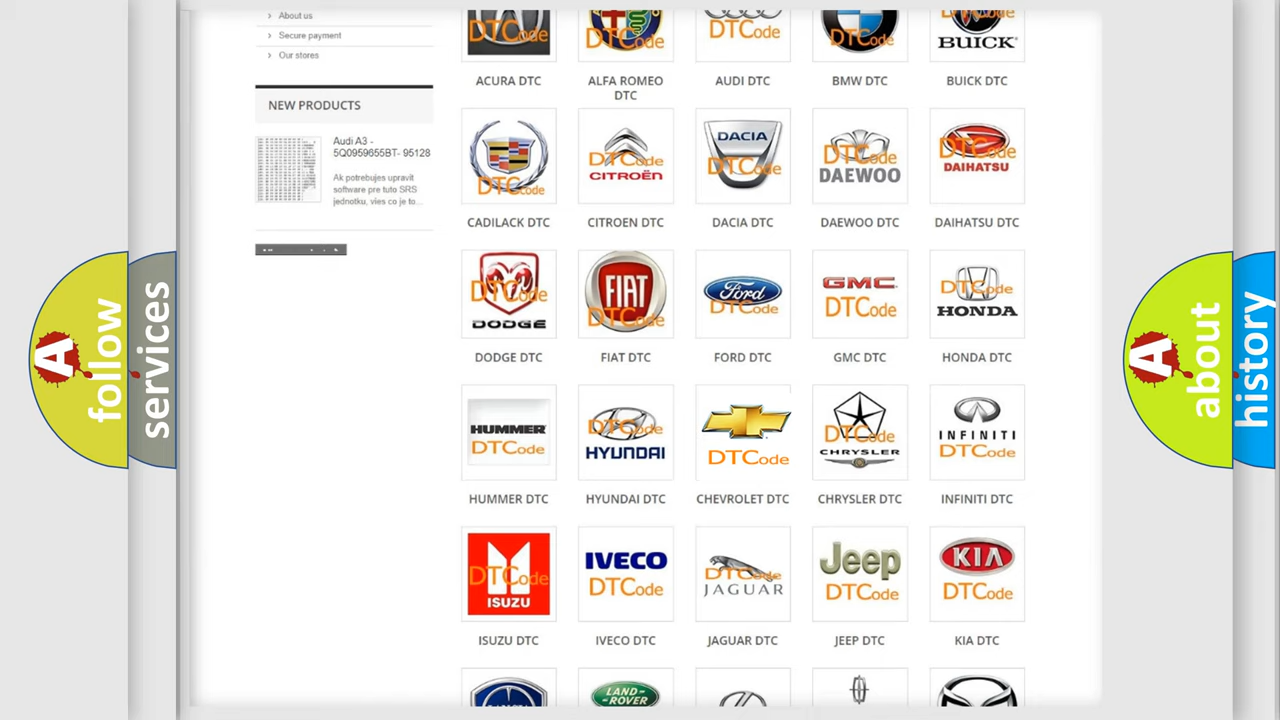 About us
Secure payment
Our stores
NEW PRODUCTS
Audi A3 -
5Q0959655BT- 95128
Ak potrebujes upravit
software pre tuto SRS
jednotku, vies co je to...
follow
services
DTCode
DTCode
DTCode
DTCode
BUICK
ACURA DTC
ALFA ROMEO
DTC
AUDI DTC
BMW DTC
BUICK DTC
DTCode
DTCode
CITROËN
DACIA
DTCode
DTCode
DAEWOO
DTCode
DAIHATSU
CADILACK DTC
CITROEN DTC
DACIA DTC
DAEWOO DTC
DAIHATSU DTC
DTCode
DODGE
FIAT
DTCode
Ford
DTCode
GMC
DTCode
DTCode
HONDA
DODGE DTC
FIAT DTC
FORD DTC
GMC DTC
HONDA DTC
HUMMER
DTCode
DTCode
HYUNDAI
DTCode
DTCode
CHRYSLER
INFINITI
DTCode
HUMMER DTC
HYUNDAI DTC
CHEVROLET DTC
CHRYSLER DTC
INFINITI DTC
DTCode
ISUZU
IVECO
DTCode
DTCode
JAGUAR
Jeep
DTCode
KIA
DTCode
ISUZU DTC
IVECO DTC
JAGUAR DTC
JEEP DTC
KIA DTC
LAND-
ROVER
about
history